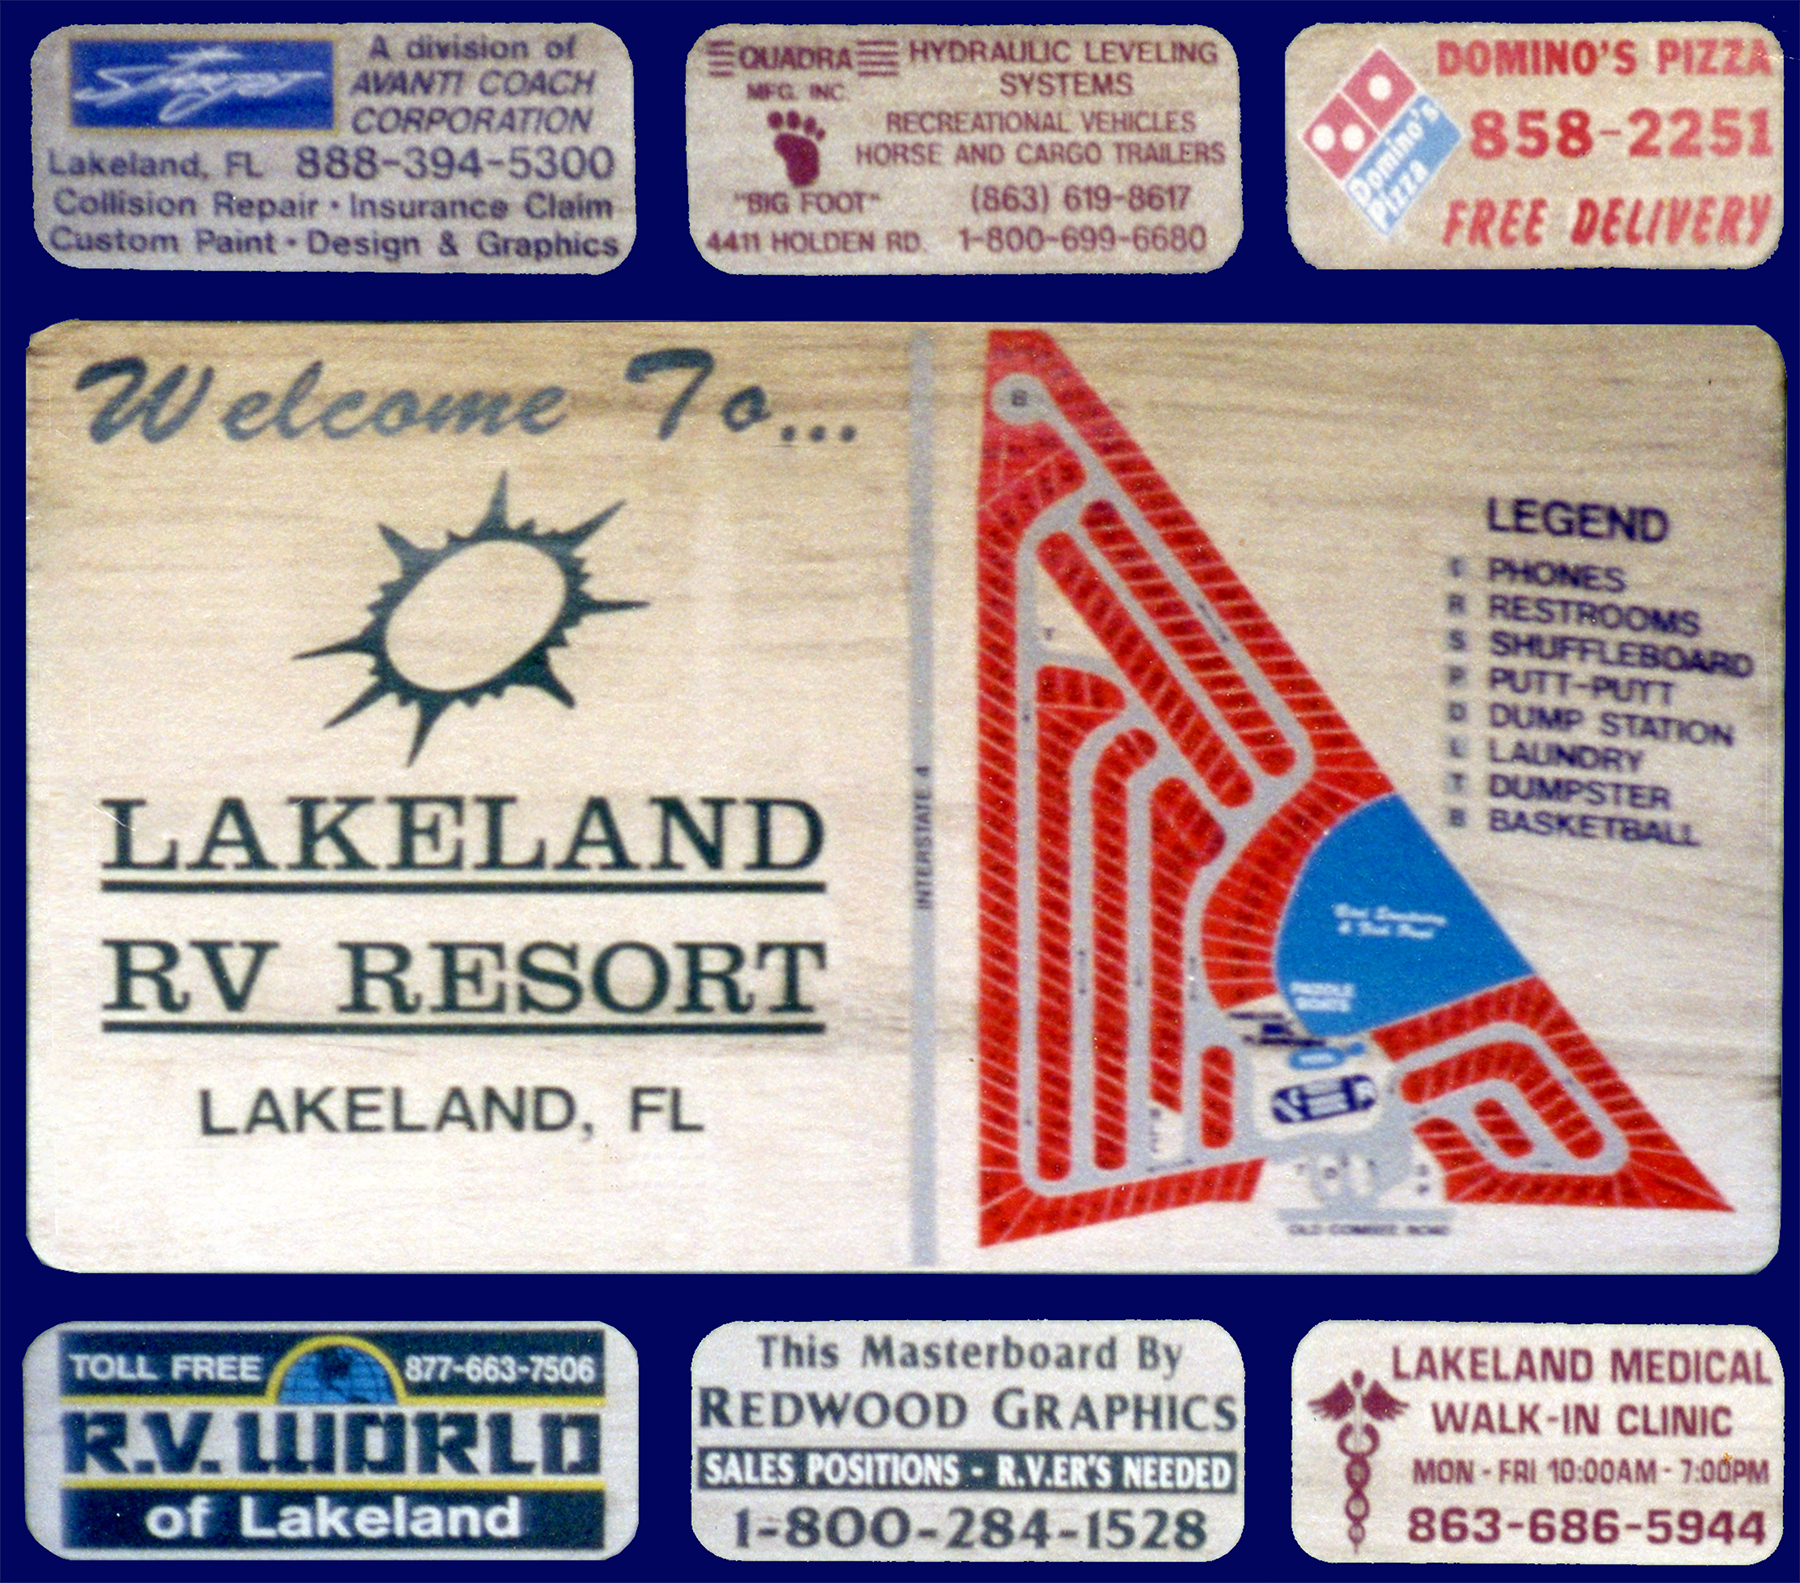 A division of
AVANTI COACH
CORPORATION
Lakeland, FL 888-394-5300
Collision Repair • Insurance Claim
Custom Paint • Design & Graphics
QUADRA
MFG. INC.
HYDRAULIC LEVELING
SYSTEMS
RECREATIONAL VEHICLES
HORSE AND CARGO TRAILERS
"BIG FOOT"
(863) 619-8617
4411 HOLDEN RD. 1-800-699-6680
DOMINO'S PIZZA
858-2251
Domino's
Pizza
FREE DELIVERY
Welcome To...
LAKELAND
RV RESORT
LAKELAND, FL
INTERSTATE 4
B
T
LEGEND
PHONES
R RESTROOMS
S SHUFFLEBOARD
P PUTT-PUTT
D DUMP STATION
L LAUNDRY
T DUMPSTER
B BASKETBALL
PADDLE
BOATS
OLD COMBEE ROAD
TOLL FREE 877-663-7506
R.V. WORLD
of Lakeland
This Masterboard By
REDWOOD GRAPHICS
SALES POSITIONS - R.V.ER'S NEEDED
1-800-284-1528
LAKELAND MEDICAL
WALK-IN CLINIC
MON - FRI 10:00AM - 7:00PM
863-686-5944